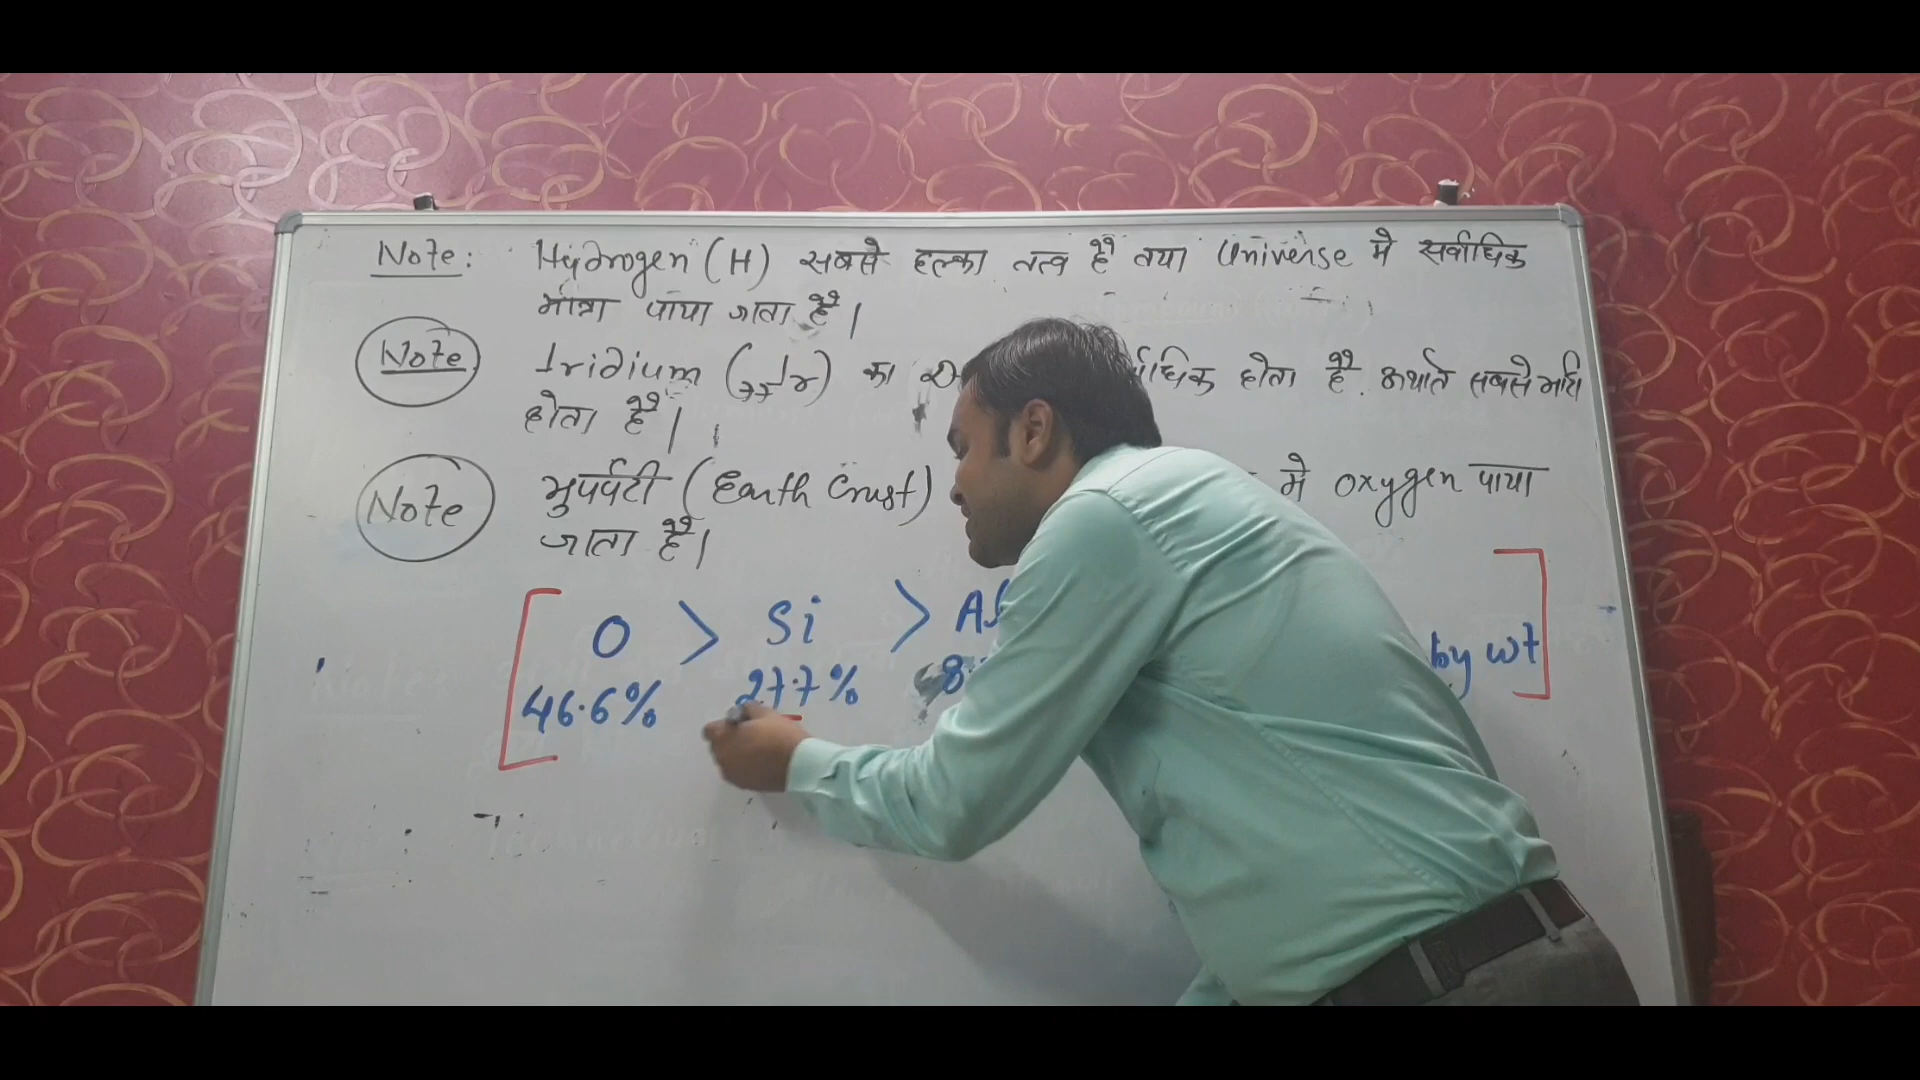 Note: Hydrogen (H) सबसे हल्का तत्व है तथा Universe मे सर्वाधिक
मात्रा पाया जाता है।
Note Iridium (₇₇Ir) का र्वाधिक होता है. अर्थात सबसे भारी
होता है।
Note भुपर्पटी (Earth Crust) मे oxygen पाया
जाता है।
[ O > Si > Al
46.6% 27.7% 8. by wt ]